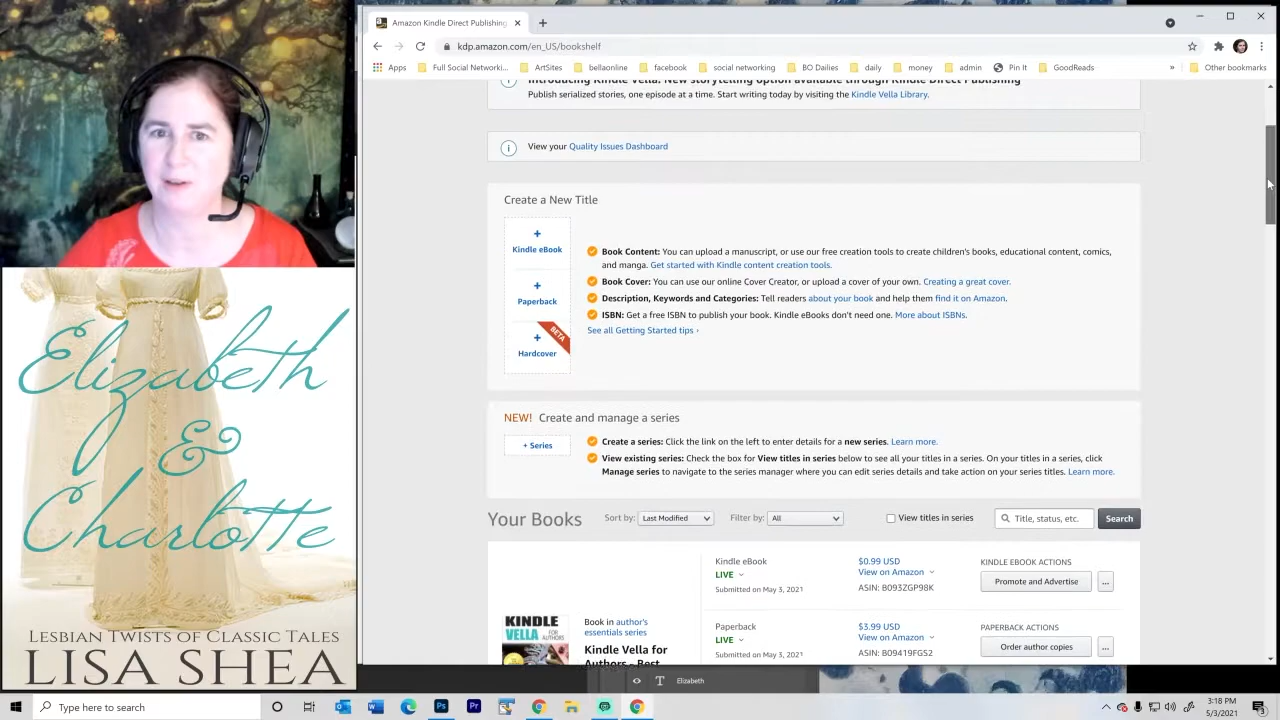 Amazon Kindle Direct Publishing
kdp.amazon.com/en_US/bookshelf
Apps
Full Social Networki...
ArtSites
bellaonline
facebook
social networking
BO Dailies
daily
money
admin
Pin It
GoodReads
»
Other bookmarks
Introducing Kindle Vella: New storytelling option available through Kindle Direct Publishing
Publish serialized stories, one episode at a time. Start writing today by visiting the Kindle Vella Library.
View your Quality Issues Dashboard
Create a New Title
+
Kindle eBook
+
Paperback
BETA
+
Hardcover
Book Content: You can upload a manuscript, or use our free creation tools to create children's books, educational content, comics,
and manga. Get started with Kindle content creation tools.
Book Cover: You can use our online Cover Creator, or upload a cover of your own. Creating a great cover.
Description, Keywords and Categories: Tell readers about your book and help them find it on Amazon.
ISBN: Get a free ISBN to publish your book. Kindle eBooks don't need one. More about ISBNs.
See all Getting Started tips ›
NEW! Create and manage a series
+ Series
Create a series: Click the link on the left to enter details for a new series. Learn more.
View existing series: Check the box for View titles in series below to see all your titles in a series. On your titles in a series, click
Manage series to navigate to the series manager where you can edit series details and take action on your series titles. Learn more.
Your Books
Sort by: Last Modified
Filter by: All
View titles in series
Title, status, etc.
Search
Kindle eBook
LIVE
Submitted on May 3, 2021
$0.99 USD
View on Amazon
ASIN: B093ZGP98K
KINDLE EBOOK ACTIONS
Promote and Advertise
...
KINDLE
VELLA FOR AUTHORS
Book in author's
essentials series
Kindle Vella for
Authors - Best
Paperback
LIVE
Submitted on May 3, 2021
$3.99 USD
View on Amazon
ASIN: B09419FGS2
PAPERBACK ACTIONS
Order author copies
...
Elizabeth
&
Charlotte
LESBIAN TWISTS OF CLASSIC TALES
LISA SHEA
T Elizabeth
Type here to search
3:18 PM
5/3/2021